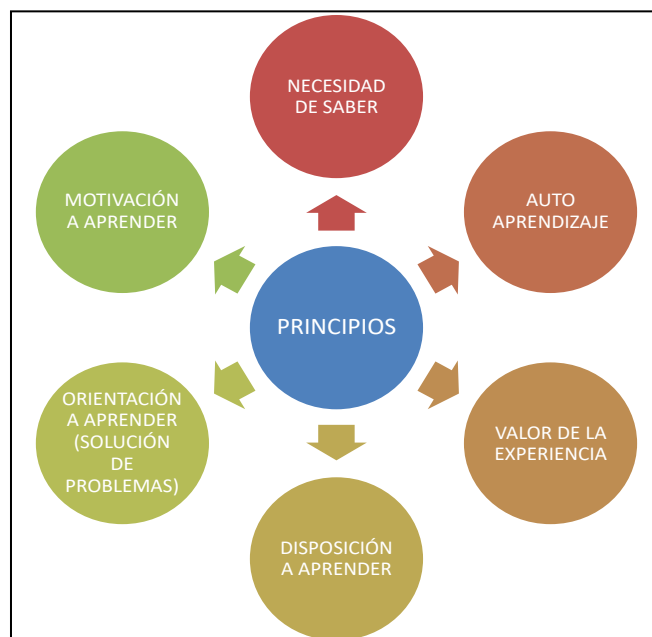 NECESIDAD
DE SABER
MOTIVACIÓN
A APRENDER
AUTO
APRENDIZAJE
PRINCIPIOS
ORIENTACIÓN
A APRENDER
(SOLUCIÓN
DE
PROBLEMAS)
VALOR DE LA
EXPERIENCIA
DISPOSICIÓN
A APRENDER